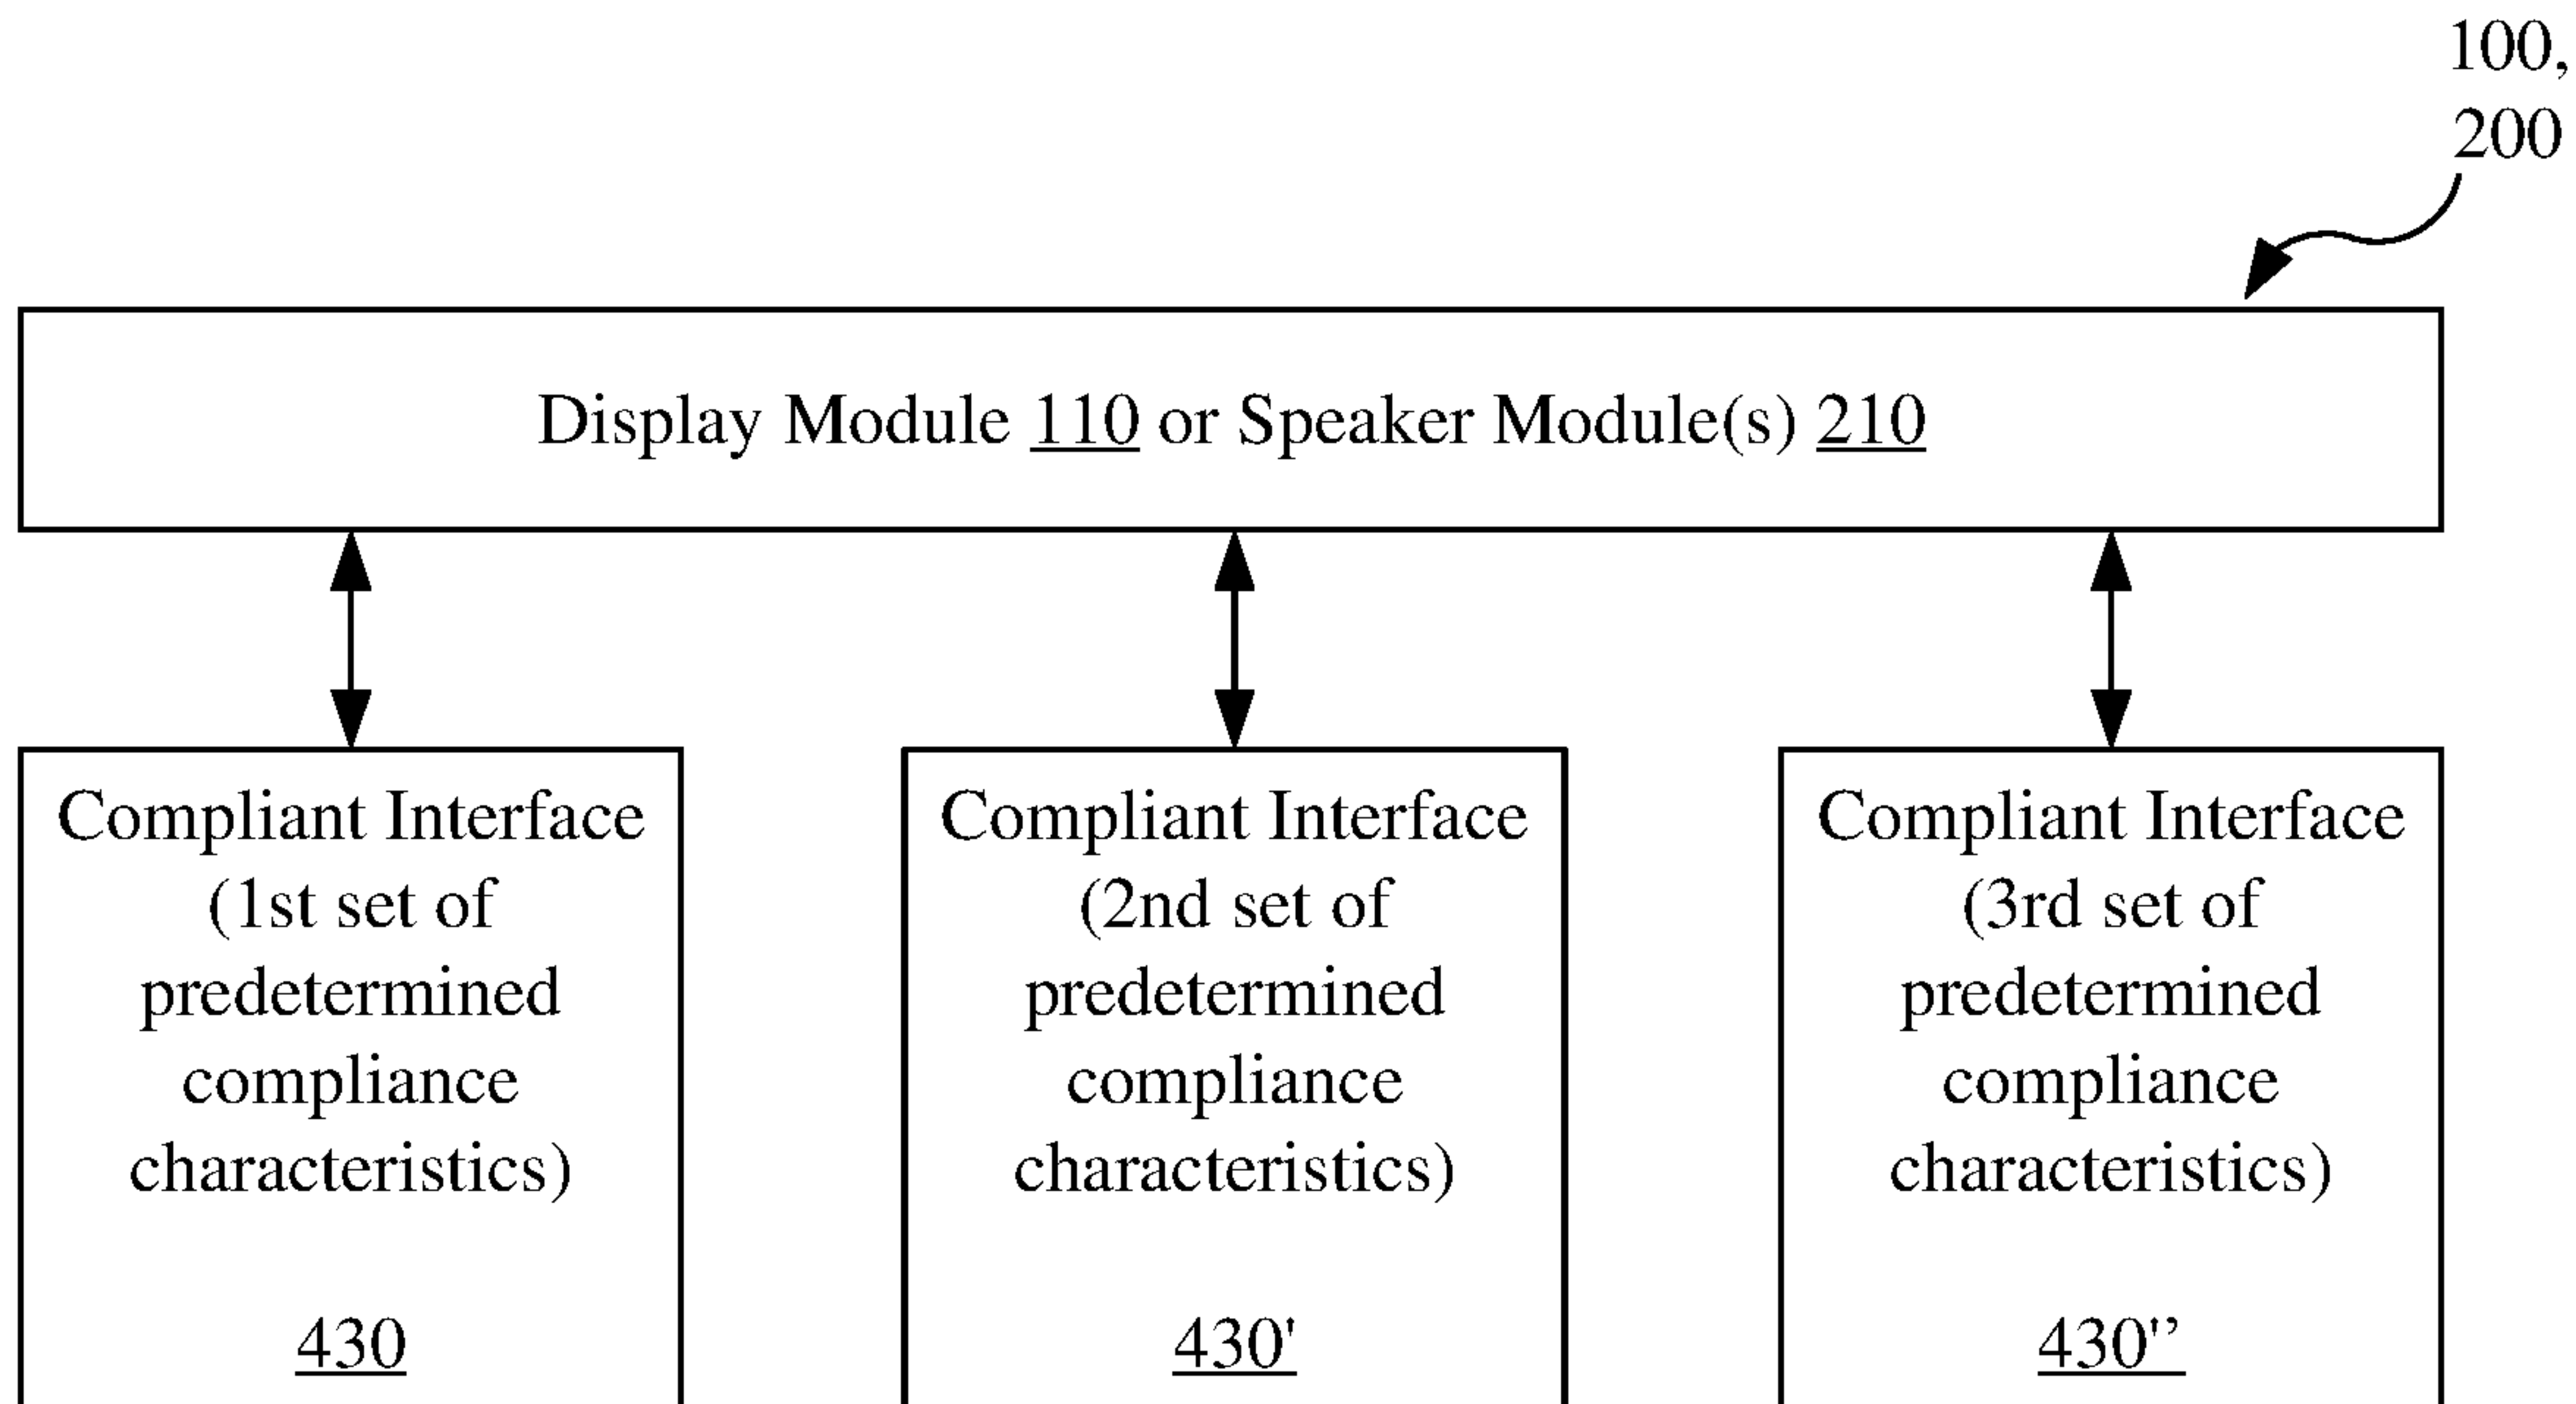 100,
200
Display Module 110 or Speaker Module(s) 210
Compliant Interface
(1st set of
predetermined
compliance
characteristics)
430
Compliant Interface
(2nd set of
predetermined
compliance
characteristics)
430'
Compliant Interface
(3rd set of
predetermined
compliance
characteristics)
430'’